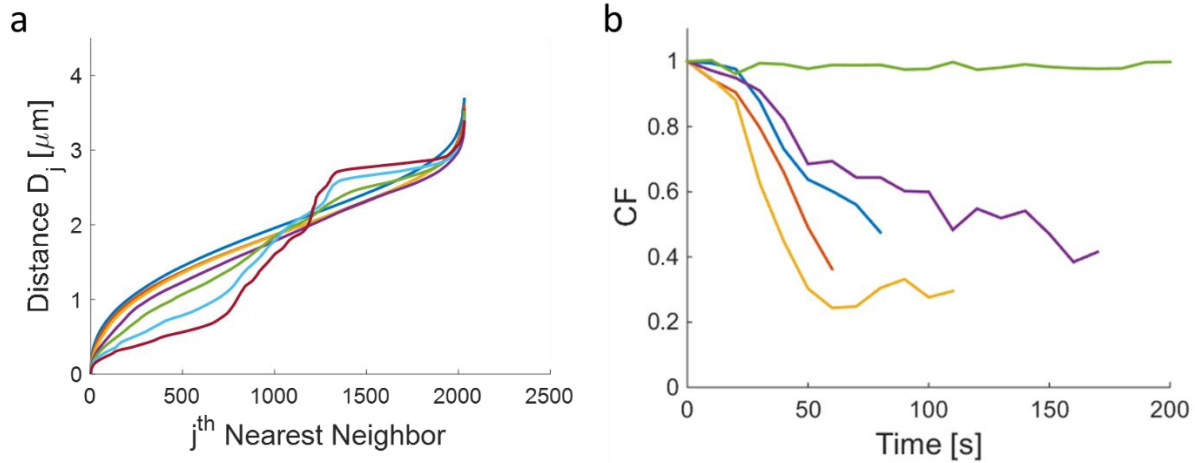 a
Distance D_j [μm]
4
3
2
1
0
0 500 1000 1500 2000 2500
j^th Nearest Neighbor
b
CF
1
0.8
0.6
0.4
0.2
0
0 50 100 150 200
Time [s]